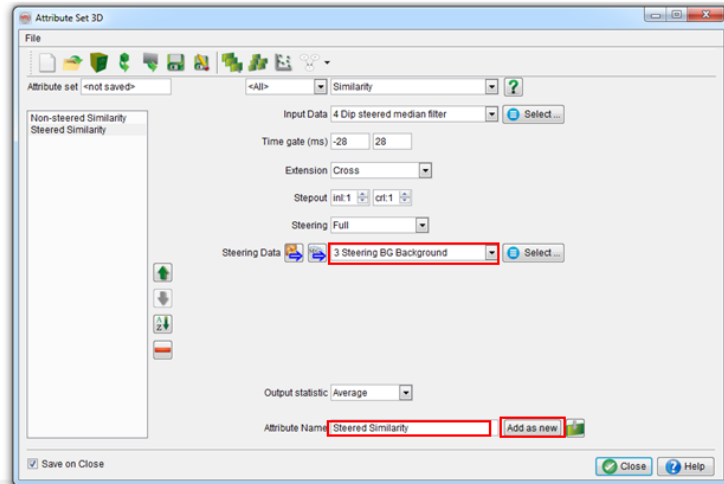 Attribute Set 3D
File
Attribute set <not saved> <All> Similarity
Non-steered Similarity
Steered Similarity
Input Data 4 Dip steered median filter Select ...
Time gate (ms) -28 28
Extension Cross
Stepout inl:1 crl:1
Steering Full
Steering Data 3 Steering BG Background Select ...
Output statistic Average
Attribute Name Steered Similarity Add as new
Save on Close Close Help